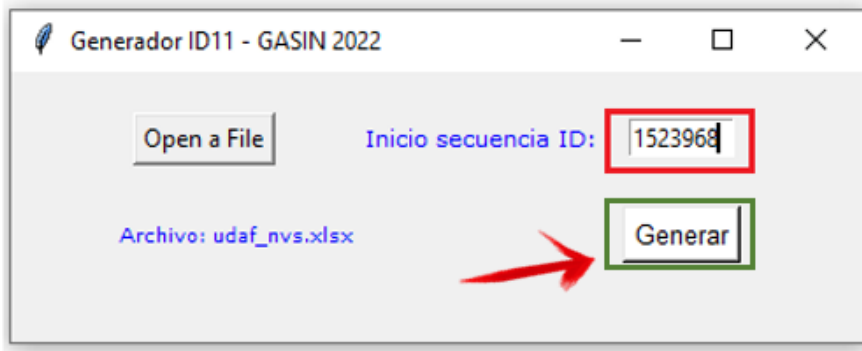 Generador ID11 - GASIN 2022
Open a File
Inicio secuencia ID:
1523968
Archivo: udaf_nvs.xlsx
Generar